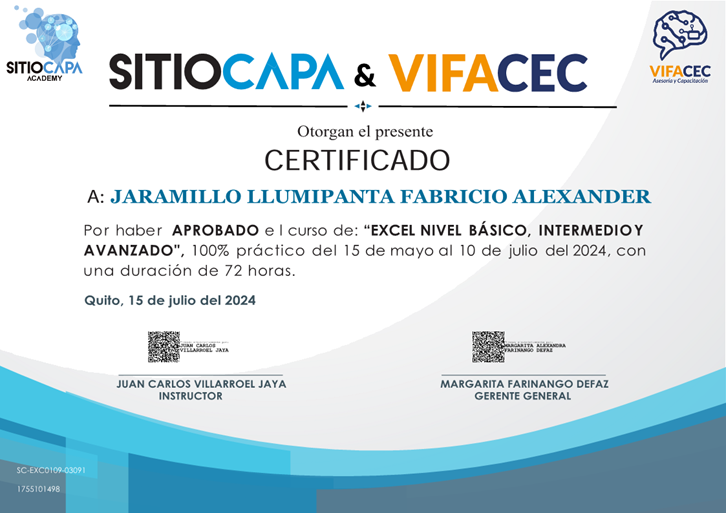 SITIOCAPA
ACADEMY
SITIOCAPA & VIFACEC
VIFACEC
Asesoría y Capacitación
Otorgan el presente
CERTIFICADO
A: JARAMILLO LLUMIPANTA FABRICIO ALEXANDER
Por haber APROBADO e l curso de: “EXCEL NIVEL BÁSICO, INTERMEDIO Y
AVANZADO", 100% práctico del 15 de mayo al 10 de julio del 2024, con
una duración de 72 horas.
Quito, 15 de julio del 2024
JUAN CARLOS
VILLARROEL JAYA
MARGARITA ALEXANDRA
FARINANGO DEFAZ
JUAN CARLOS VILLARROEL JAYA
INSTRUCTOR
MARGARITA FARINANGO DEFAZ
GERENTE GENERAL
SC-EXC0109-03091
1755101498